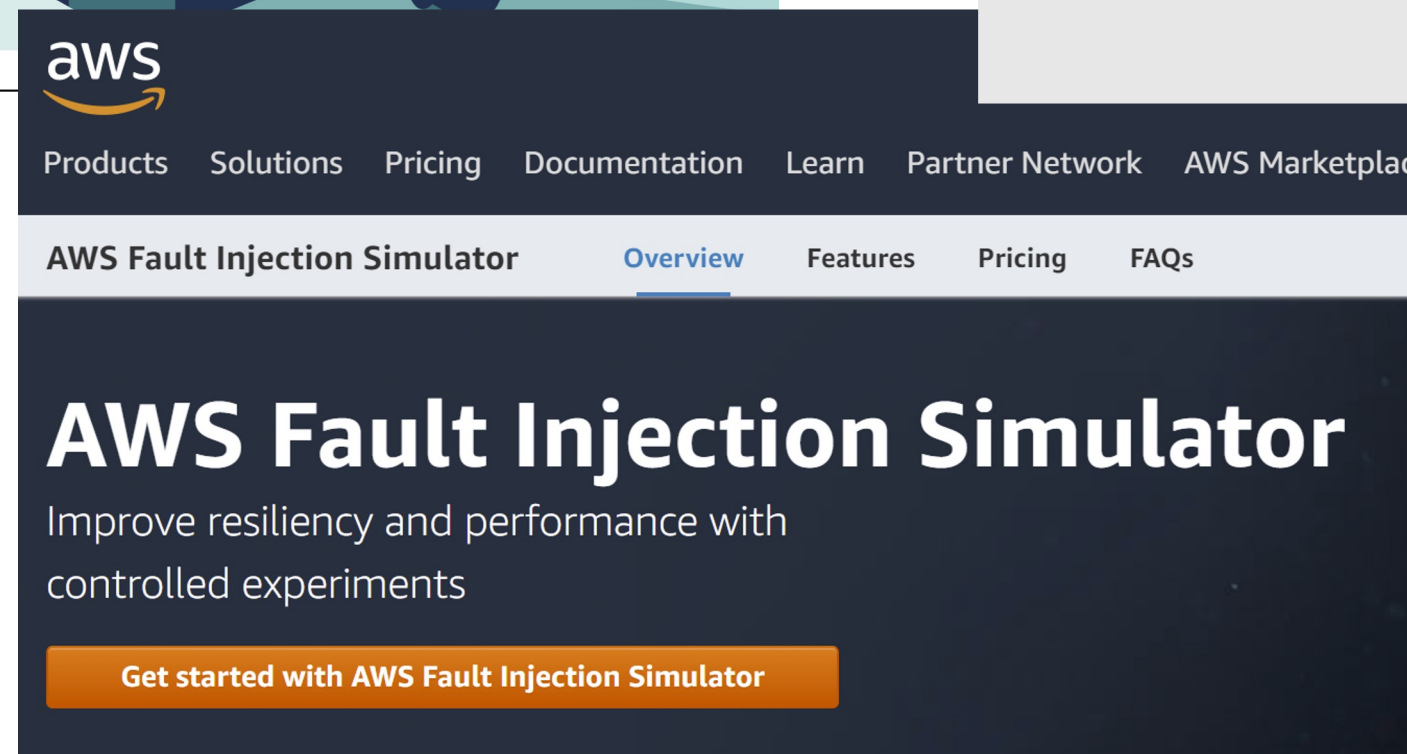 aws
Products Solutions Pricing Documentation Learn Partner Network AWS Marketplac
AWS Fault Injection Simulator Overview Features Pricing FAQs
AWS Fault Injection Simulator
Improve resiliency and performance with
controlled experiments
Get started with AWS Fault Injection Simulator